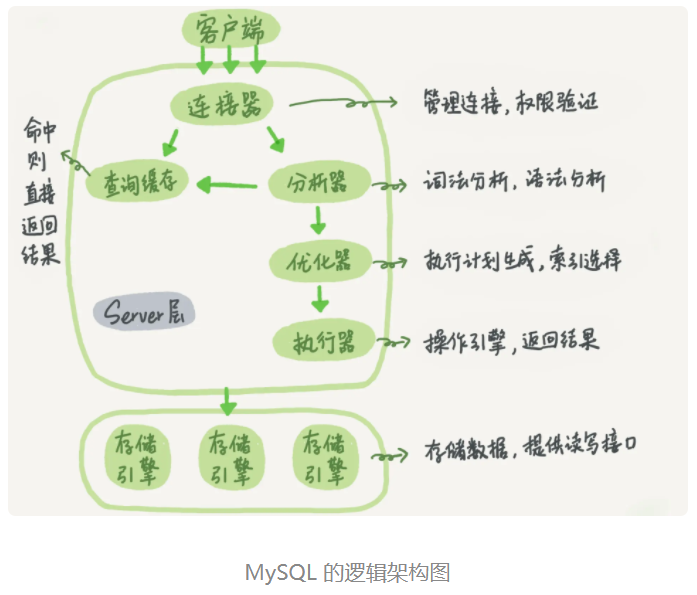 客户端
连接器
管理连接，权限验证
命中
则
直接
返回
结果
查询缓存
分析器
词法分析，语法分析
优化器
执行计划生成，索引选择
Server层
执行器
操作引擎，返回结果
存储
引擎
存储
引擎
存储
引擎
存储数据，提供读写接口
MySQL 的逻辑架构图